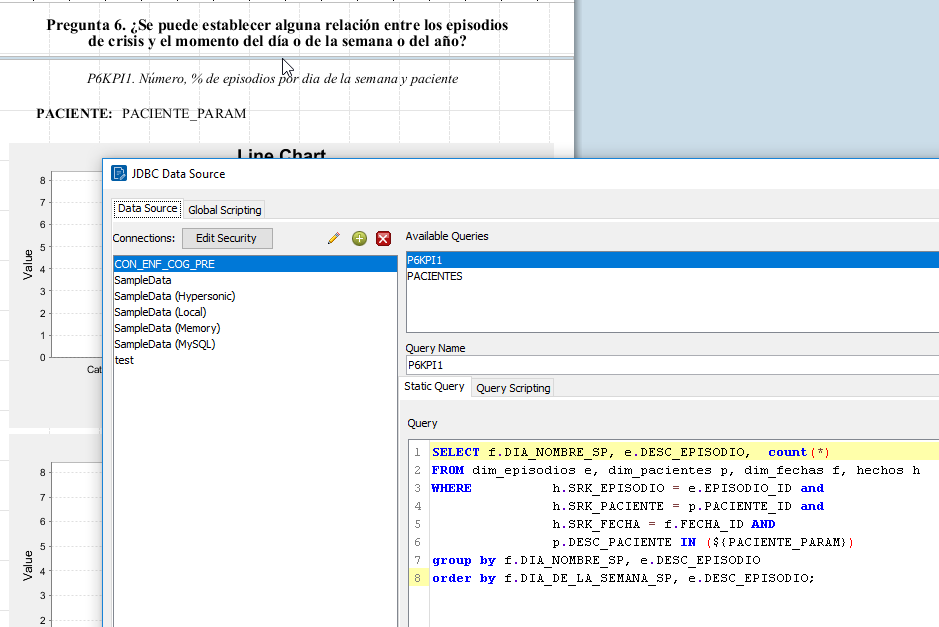 Pregunta 6. ¿Se puede establecer alguna relación entre los episodios
de crisis y el momento del día o de la semana o del año?
P6KPI1. Número, % de episodios por dia de la semana y paciente
PACIENTE: PACIENTE_PARAM
Line Chart
8
7
6
5
4
3
2
1
0
Value
Cat
8
7
6
5
4
3
2
Value
JDBC Data Source
Data Source
Global Scripting
Connections:
Edit Security
CON_ENF_COG_PRE
SampleData
SampleData (Hypersonic)
SampleData (Local)
SampleData (Memory)
SampleData (MySQL)
test
Available Queries
P6KPI1
PACIENTES
Query Name
P6KPI1
Static Query
Query Scripting
Query
1 SELECT f.DIA_NOMBRE_SP, e.DESC_EPISODIO, count(*)
2 FROM dim_episodios e, dim_pacientes p, dim_fechas f, hechos h
3 WHERE h.SRK_EPISODIO = e.EPISODIO_ID and
4 h.SRK_PACIENTE = p.PACIENTE_ID and
5 h.SRK_FECHA = f.FECHA_ID AND
6 p.DESC_PACIENTE IN (${PACIENTE_PARAM})
7 group by f.DIA_NOMBRE_SP, e.DESC_EPISODIO
8 order by f.DIA_DE_LA_SEMANA_SP, e.DESC_EPISODIO;